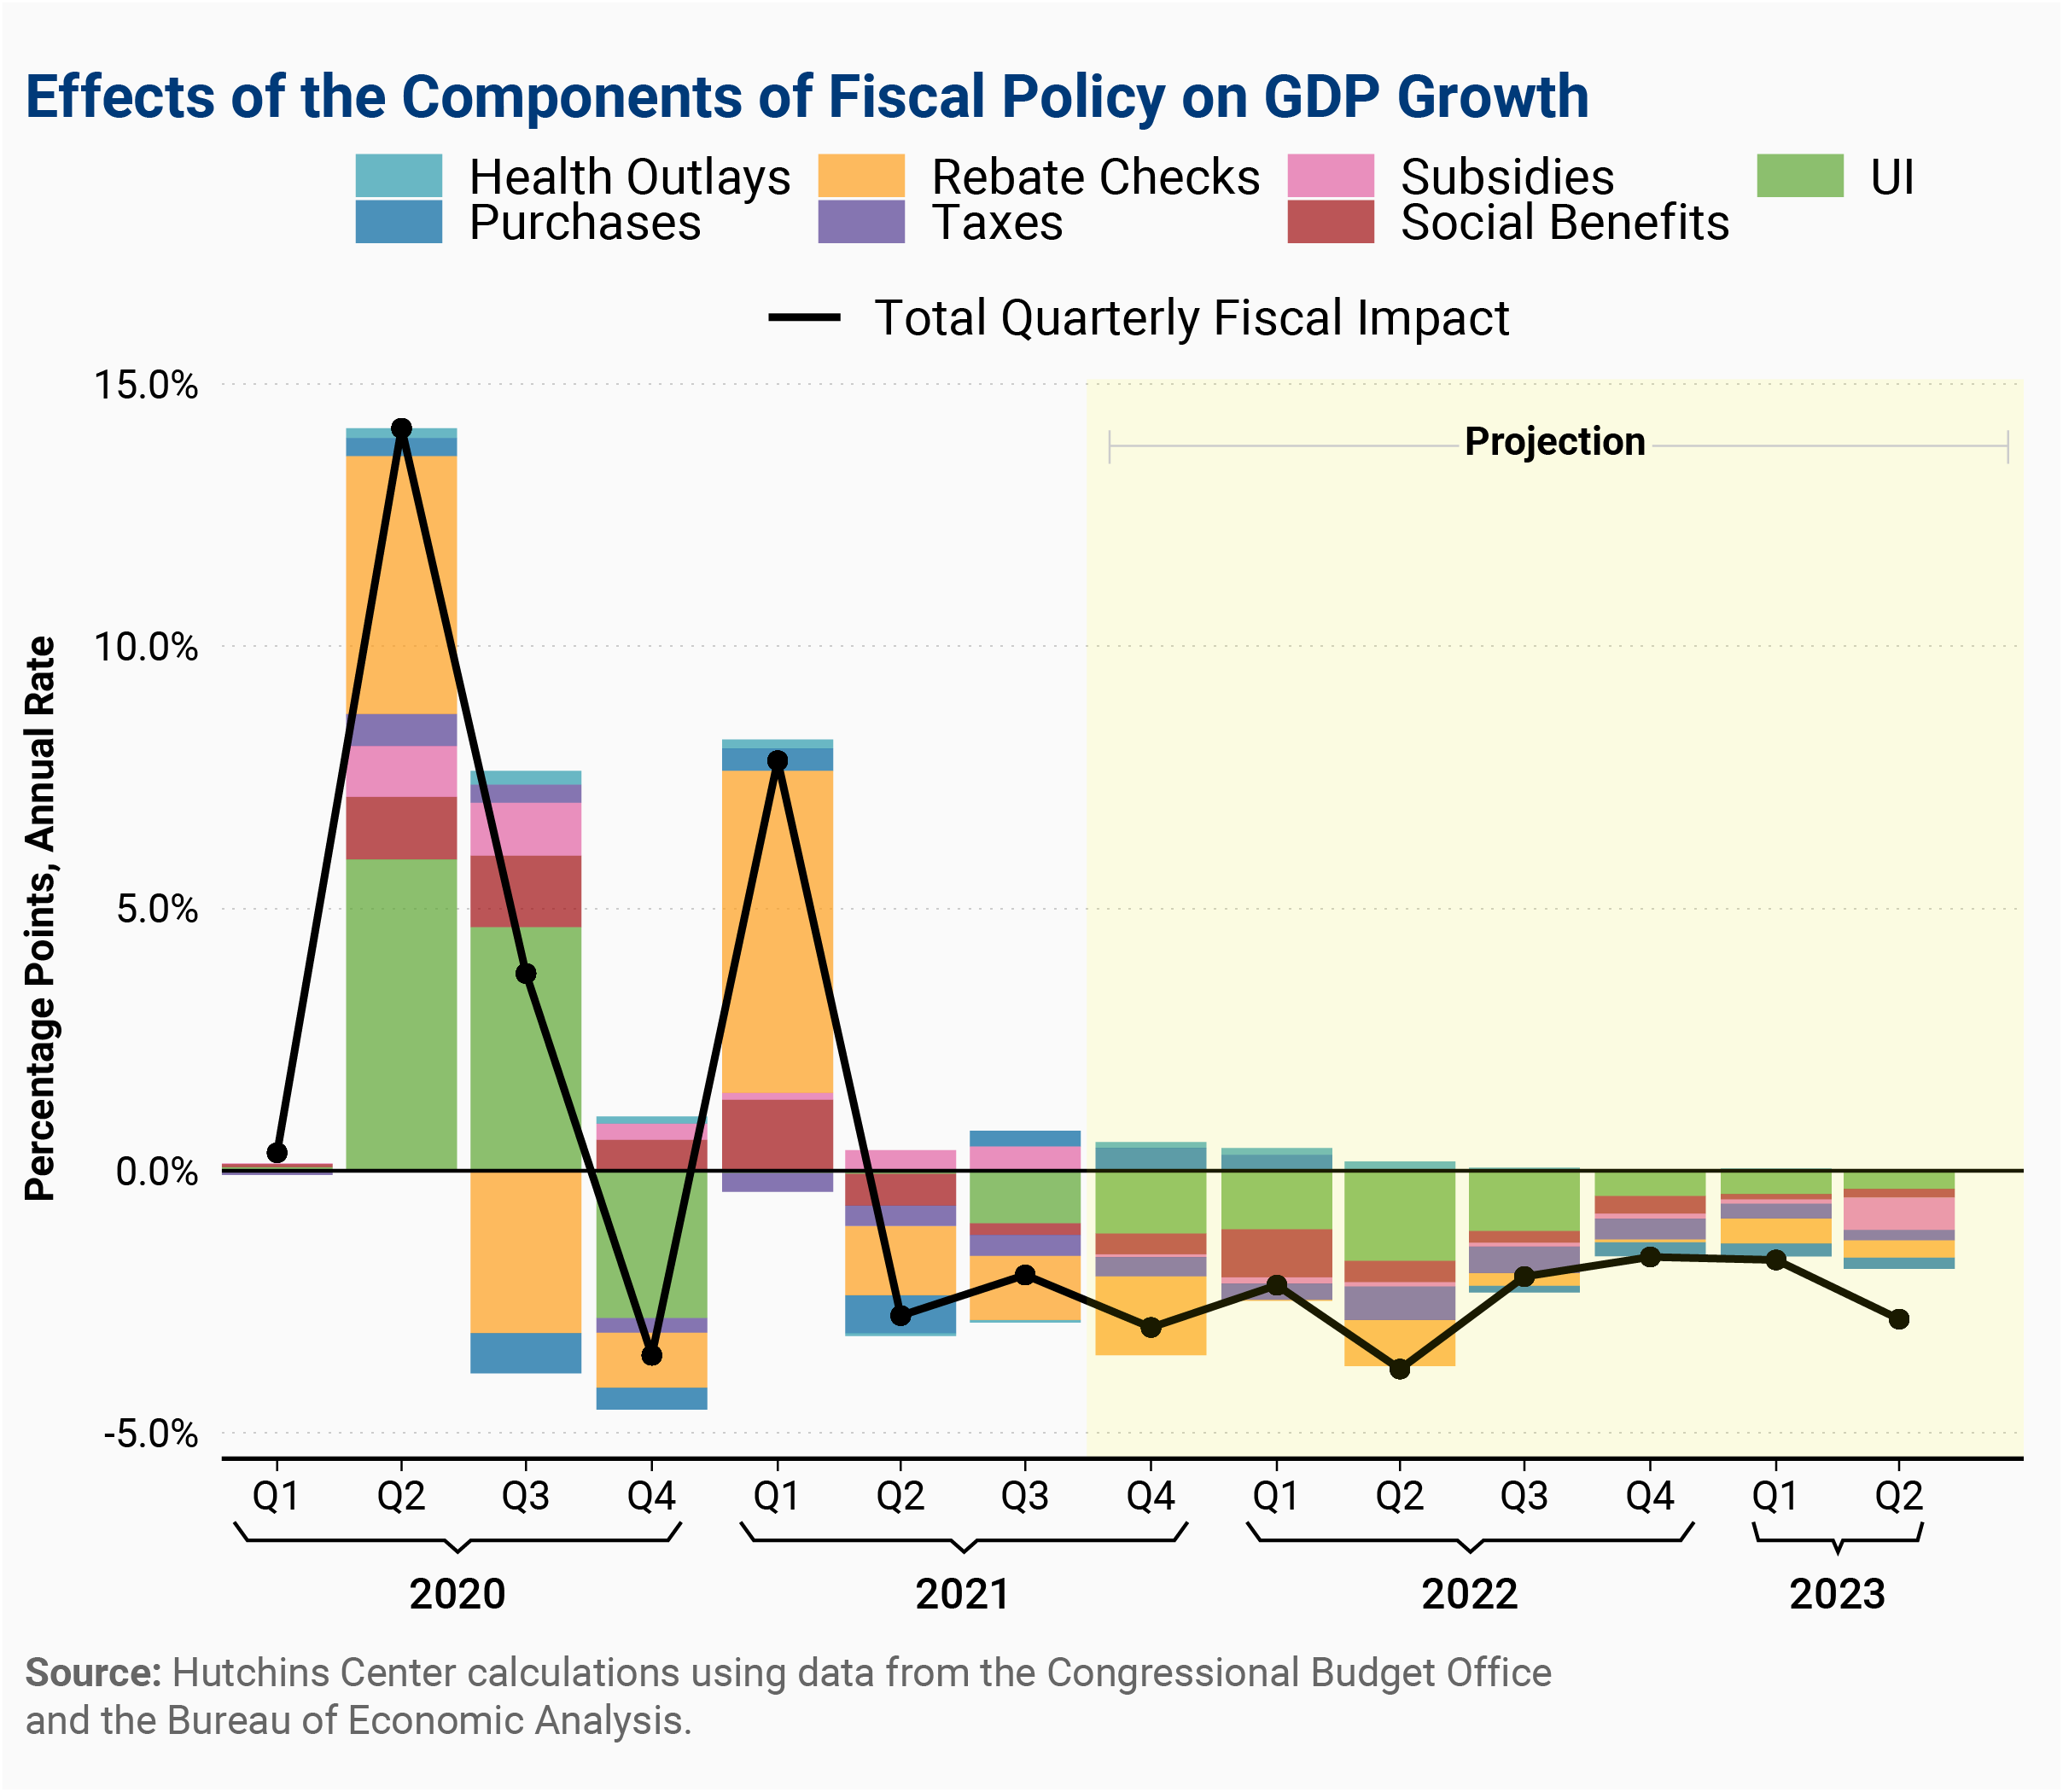 Effects of the Components of Fiscal Policy on GDP Growth
Health Outlays Rebate Checks Subsidies UI
Purchases Taxes Social Benefits
Total Quarterly Fiscal Impact
Percentage Points, Annual Rate
15.0%
Projection
10.0%
5.0%
0.0%
-5.0%
Q1 Q2 Q3 Q4 Q1 Q2 Q3 Q4 Q1 Q2 Q3 Q4 Q1 Q2
2020 2021 2022 2023
Source: Hutchins Center calculations using data from the Congressional Budget Office
and the Bureau of Economic Analysis.